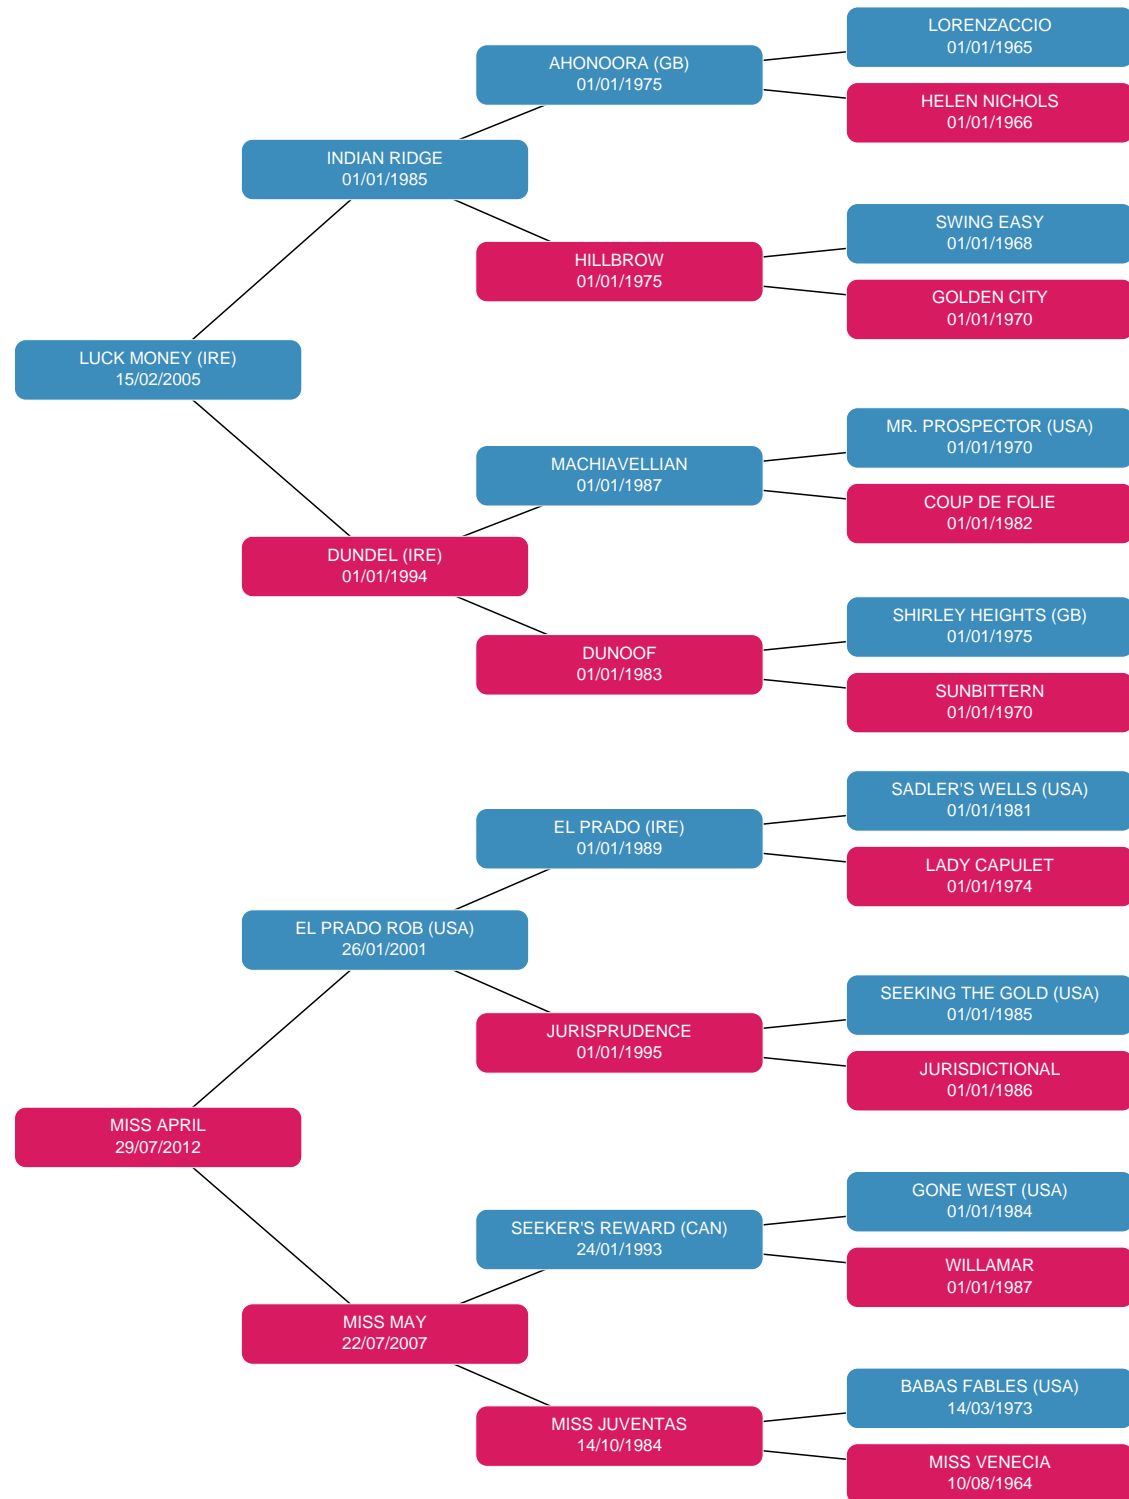 LORENZACCIO
01/01/1965
AHONOORA (GB)
01/01/1975
HELEN NICHOLS
01/01/1966
INDIAN RIDGE
01/01/1985
SWING EASY
01/01/1968
HILLBROW
01/01/1975
GOLDEN CITY
01/01/1970
LUCK MONEY (IRE)
15/02/2005
MR. PROSPECTOR (USA)
01/01/1970
MACHIAVELLIAN
01/01/1987
COUP DE FOLIE
01/01/1982
DUNDEL (IRE)
01/01/1994
SHIRLEY HEIGHTS (GB)
01/01/1975
DUNOOF
01/01/1983
SUNBITTERN
01/01/1970
SADLER'S WELLS (USA)
01/01/1981
EL PRADO (IRE)
01/01/1989
LADY CAPULET
01/01/1974
EL PRADO ROB (USA)
26/01/2001
SEEKING THE GOLD (USA)
01/01/1985
JURISPRUDENCE
01/01/1995
JURISDICTIONAL
01/01/1986
MISS APRIL
29/07/2012
GONE WEST (USA)
01/01/1984
SEEKER'S REWARD (CAN)
24/01/1993
WILLAMAR
01/01/1987
MISS MAY
22/07/2007
BABAS FABLES (USA)
14/03/1973
MISS JUVENTAS
14/10/1984
MISS VENECIA
10/08/1964